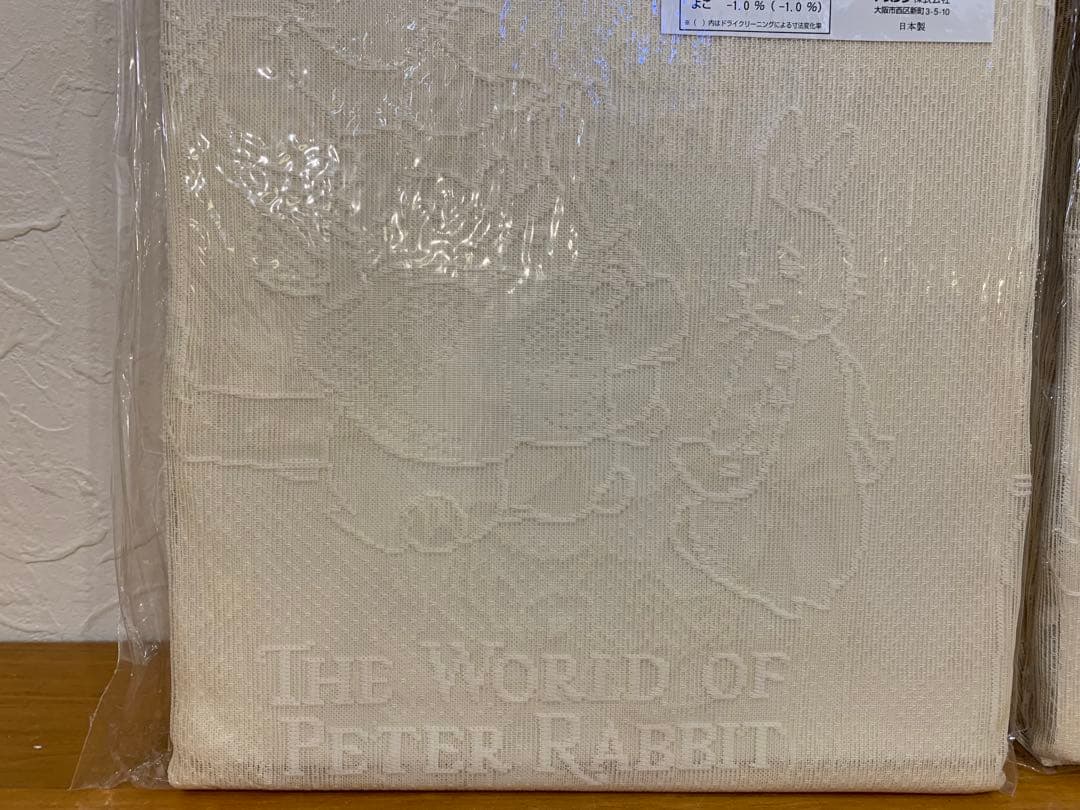 よこ -1.0%(-1.0%)
※( )内はドライクリーニングによる寸法変化率
株式会社
大阪市西区新町3-5-10
日本製
THE WORLD OF
PETER RABBIT